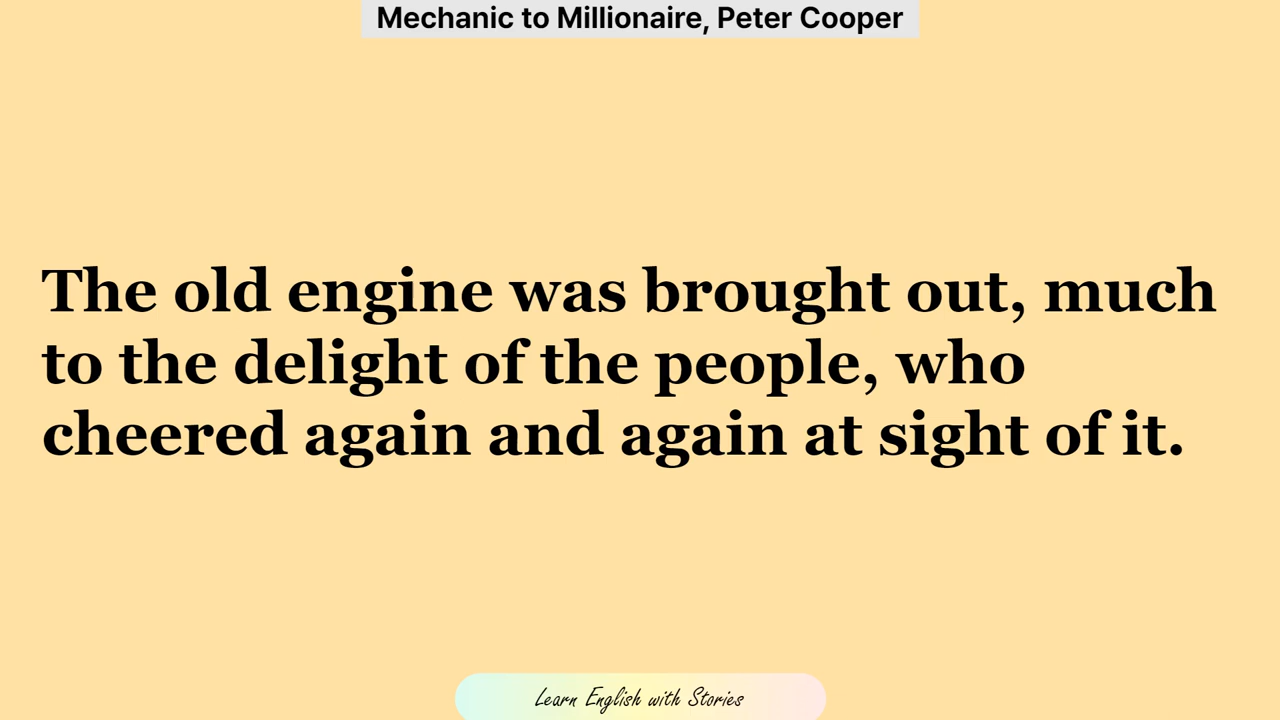 Mechanic to Millionaire, Peter Cooper
The old engine was brought out, much
to the delight of the people, who
cheered again and again at sight of it.
Learn English with Stories